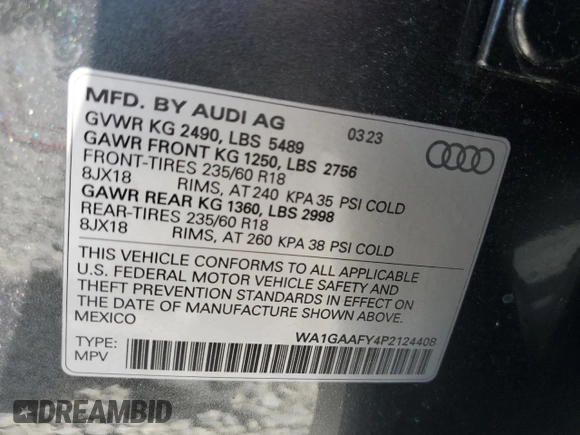 MFD. BY AUDI AG 0323
GVWR KG 2490, LBS 5489
GAWR FRONT KG 1250, LBS 2756
FRONT-TIRES 235/60 R18
8JX18 RIMS, AT 240 KPA 35 PSI COLD
GAWR REAR KG 1360, LBS 2998
REAR-TIRES 235/60 R18
8JX18 RIMS, AT 260 KPA 38 PSI COLD
THIS VEHICLE CONFORMS TO ALL APPLICABLE
U.S. FEDERAL MOTOR VEHICLE SAFETY AND
THEFT PREVENTION STANDARDS IN EFFECT ON
THE DATE OF MANUFACTURE SHOWN ABOVE.
MEXICO
WA1GAAFY4P2124408
TYPE:
MPV
DREAMBID